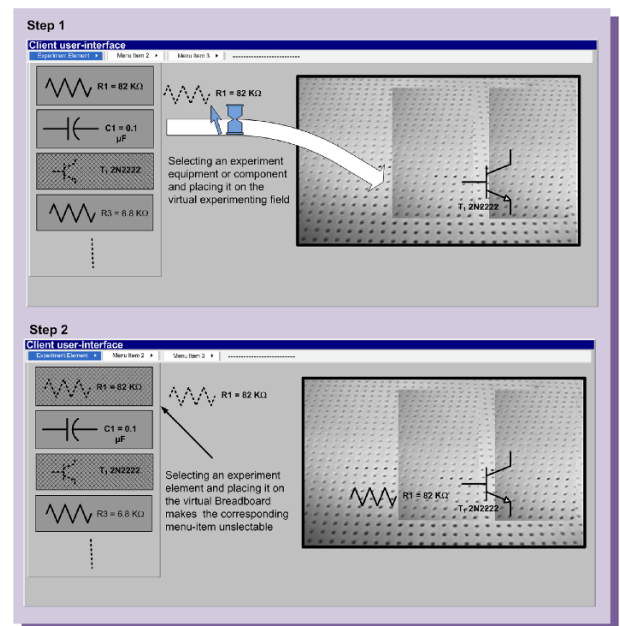 Step 1
Client user-interface
Experiment Element
Menu Item 2
Menu Item 3
R1 = 82 KΩ
C1 = 0.1
μF
T₁ 2N2222
R3 = 6.8 KΩ
R1 = 82 KΩ
Selecting an experiment
equipment or component
and placing it on the
virtual experimenting field
T₁ 2N2222
Step 2
Client user-interface
Experiment Element
Menu Item 2
Menu Item 3
R1 = 82 KΩ
C1 = 0.1
μF
T₁ 2N2222
R3 = 6.8 KΩ
R1 = 82 KΩ
Selecting an experiment
element and placing it on
the virtual Breadboard
makes the corresponding
menu-item unslectable
R1 = 82 KΩ
T₁ 2N2222